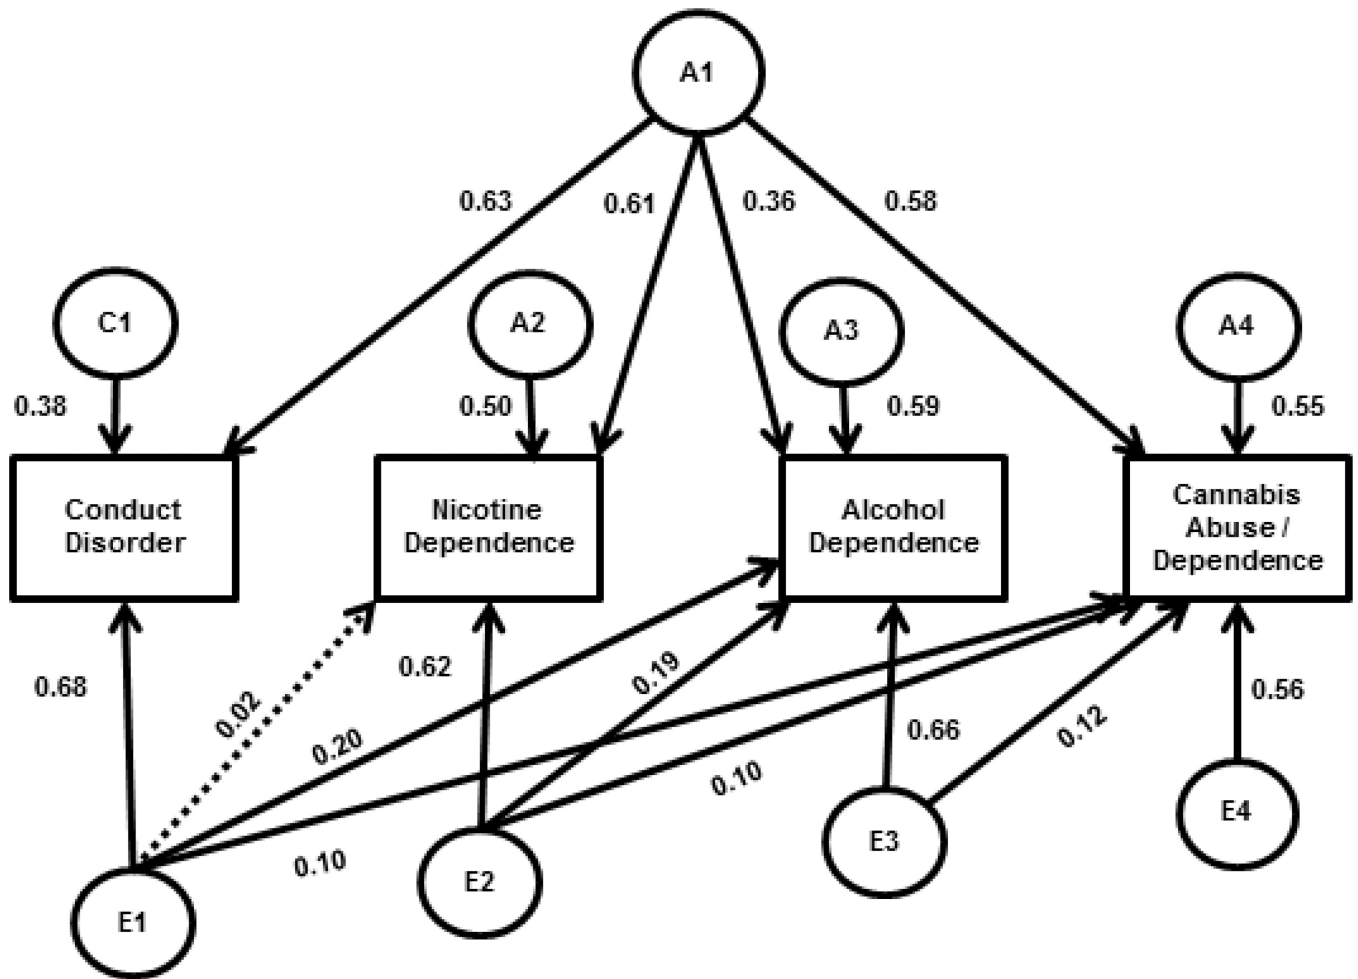 A1
0.63
0.61
0.36
0.58
C1
A2
A3
A4
0.38
0.50
0.59
0.55
Conduct
Disorder
Nicotine
Dependence
Alcohol
Dependence
Cannabis
Abuse /
Dependence
0.68
0.02
0.20
0.10
0.62
0.19
0.10
0.66
0.12
0.56
E1
E2
E3
E4